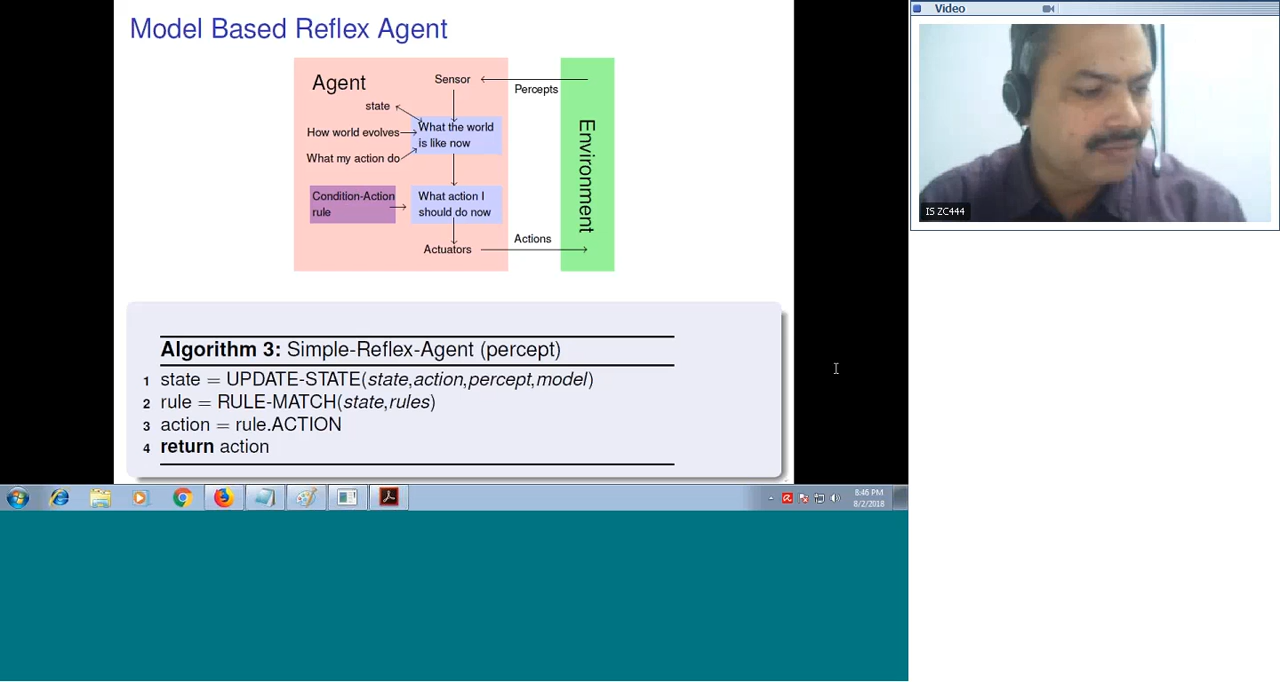 Model Based Reflex Agent
Agent
Sensor
Percepts
state
How world evolves
What the world
is like now
What my action do
Condition-Action
rule
What action I
should do now
Actuators
Actions
Environment
Algorithm 3: Simple-Reflex-Agent (percept)
1 state = UPDATE-STATE(state,action,percept,model)
2 rule = RULE-MATCH(state,rules)
3 action = rule.ACTION
4 return action
8:46 PM
8/2/2018
Video
IS ZC444